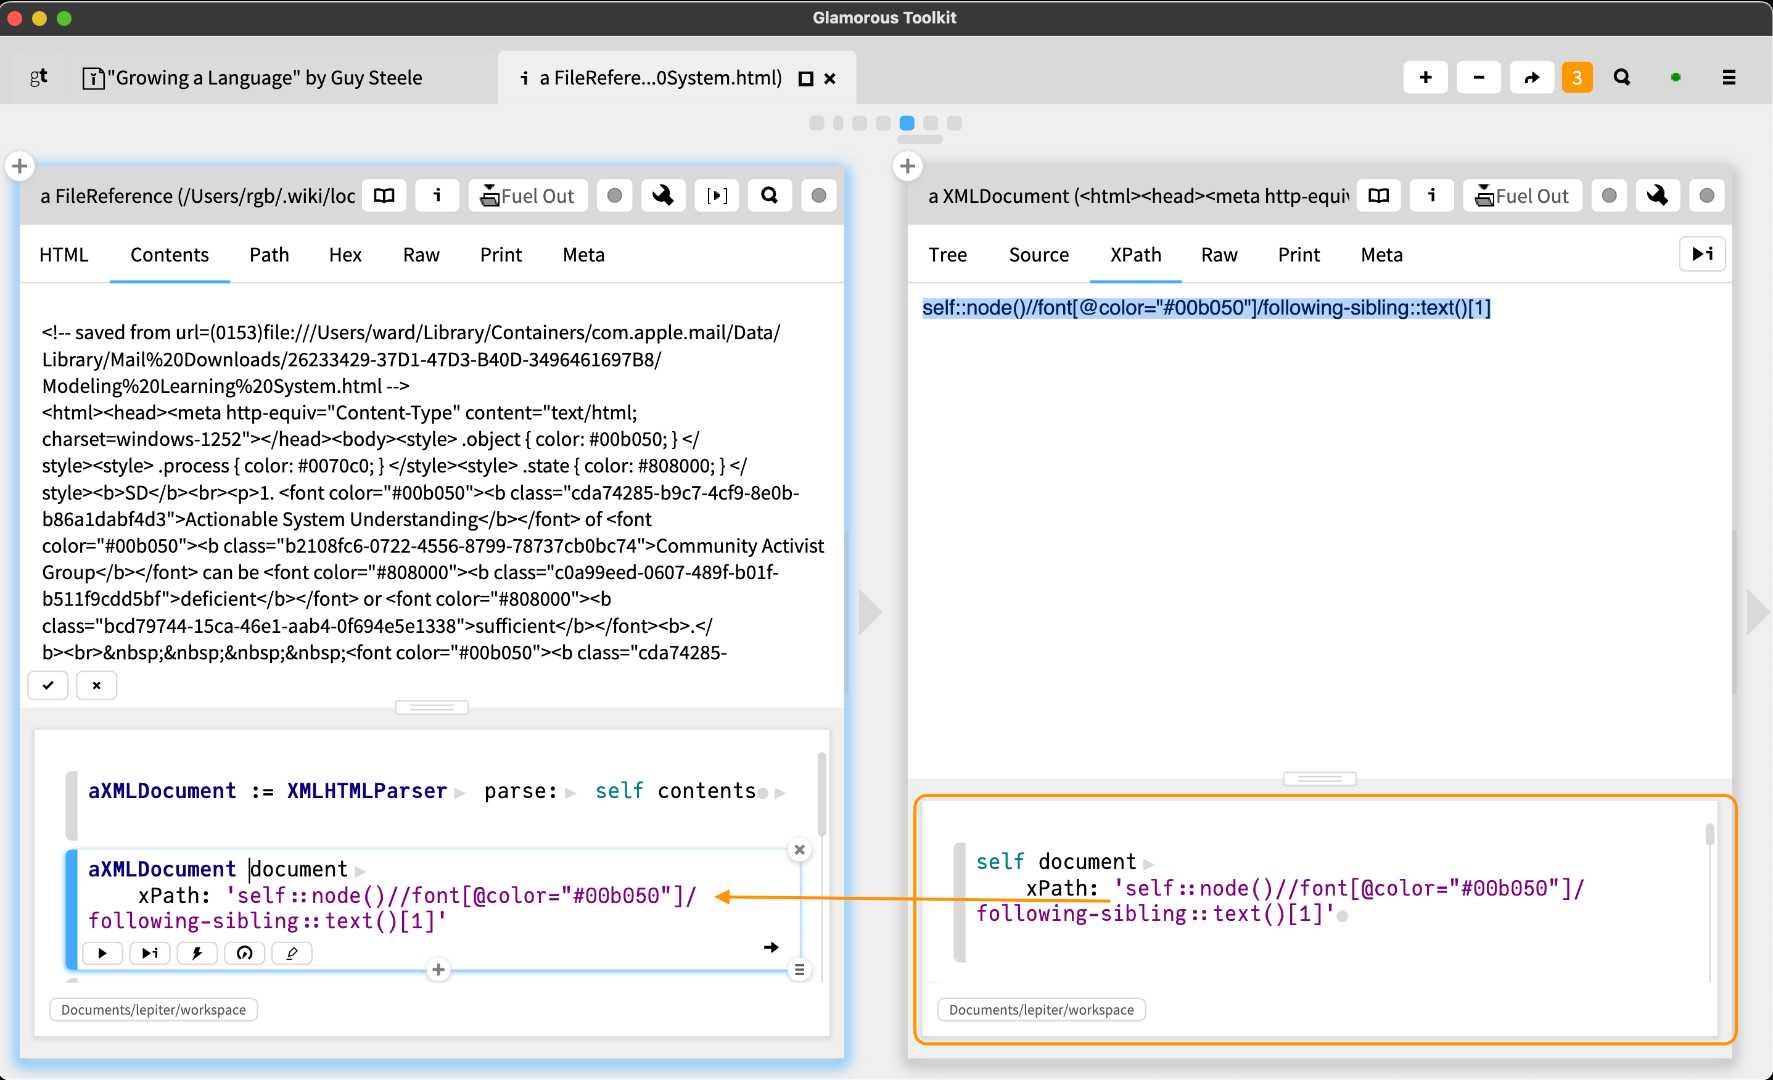 Glamorous Toolkit
gt
"Growing a Language" by Guy Steele
i a FileRefere...0System.html)
3
a FileReference (/Users/rgb/.wiki/loc
i
Fuel Out
HTML Contents Path Hex Raw Print Meta
<!-- saved from url=(0153)file:///Users/ward/Library/Containers/com.apple.mail/Data/
Library/Mail%20Downloads/26233429-37D1-47D3-B40D-3496461697B8/
Modeling%20Learning%20System.html -->
<html><head><meta http-equiv="Content-Type" content="text/html;
charset=windows-1252"></head><body><style> .object { color: #00b050; } </
style><style> .process { color: #0070c0; } </style><style> .state { color: #808000; } </
style><b>SD</b><br><p>1. <font color="#00b050"><b class="cda74285-b9c7-4cf9-8e0b-
b86a1dabf4d3">Actionable System Understanding</b></font> of <font
color="#00b050"><b class="b2108fc6-0722-4556-8799-78737cb0bc74">Community Activist
Group</b></font> can be <font color="#808000"><b class="c0a99eed-0607-489f-b01f-
b511f9cdd5bf">deficient</b></font> or <font color="#808000"><b
class="bcd79744-15ca-46e1-aab4-0f694e5e1338">sufficient</b></font><b>.</
b><br>&nbsp;&nbsp;&nbsp;&nbsp;<font color="#00b050"><b class="cda74285-
aXMLDocument := XMLHTMLParser parse: self contents
aXMLDocument document
xPath: 'self::node()//font[@color="#00b050"]/
following-sibling::text()[1]'
i
Documents/lepiter/workspace
a XMLDocument (<html><head><meta http-equiv
i
Fuel Out
Tree Source XPath Raw Print Meta
i
self::node()//font[@color="#00b050"]/following-sibling::text()[1]
self document
xPath: 'self::node()//font[@color="#00b050"]/
following-sibling::text()[1]'
Documents/lepiter/workspace